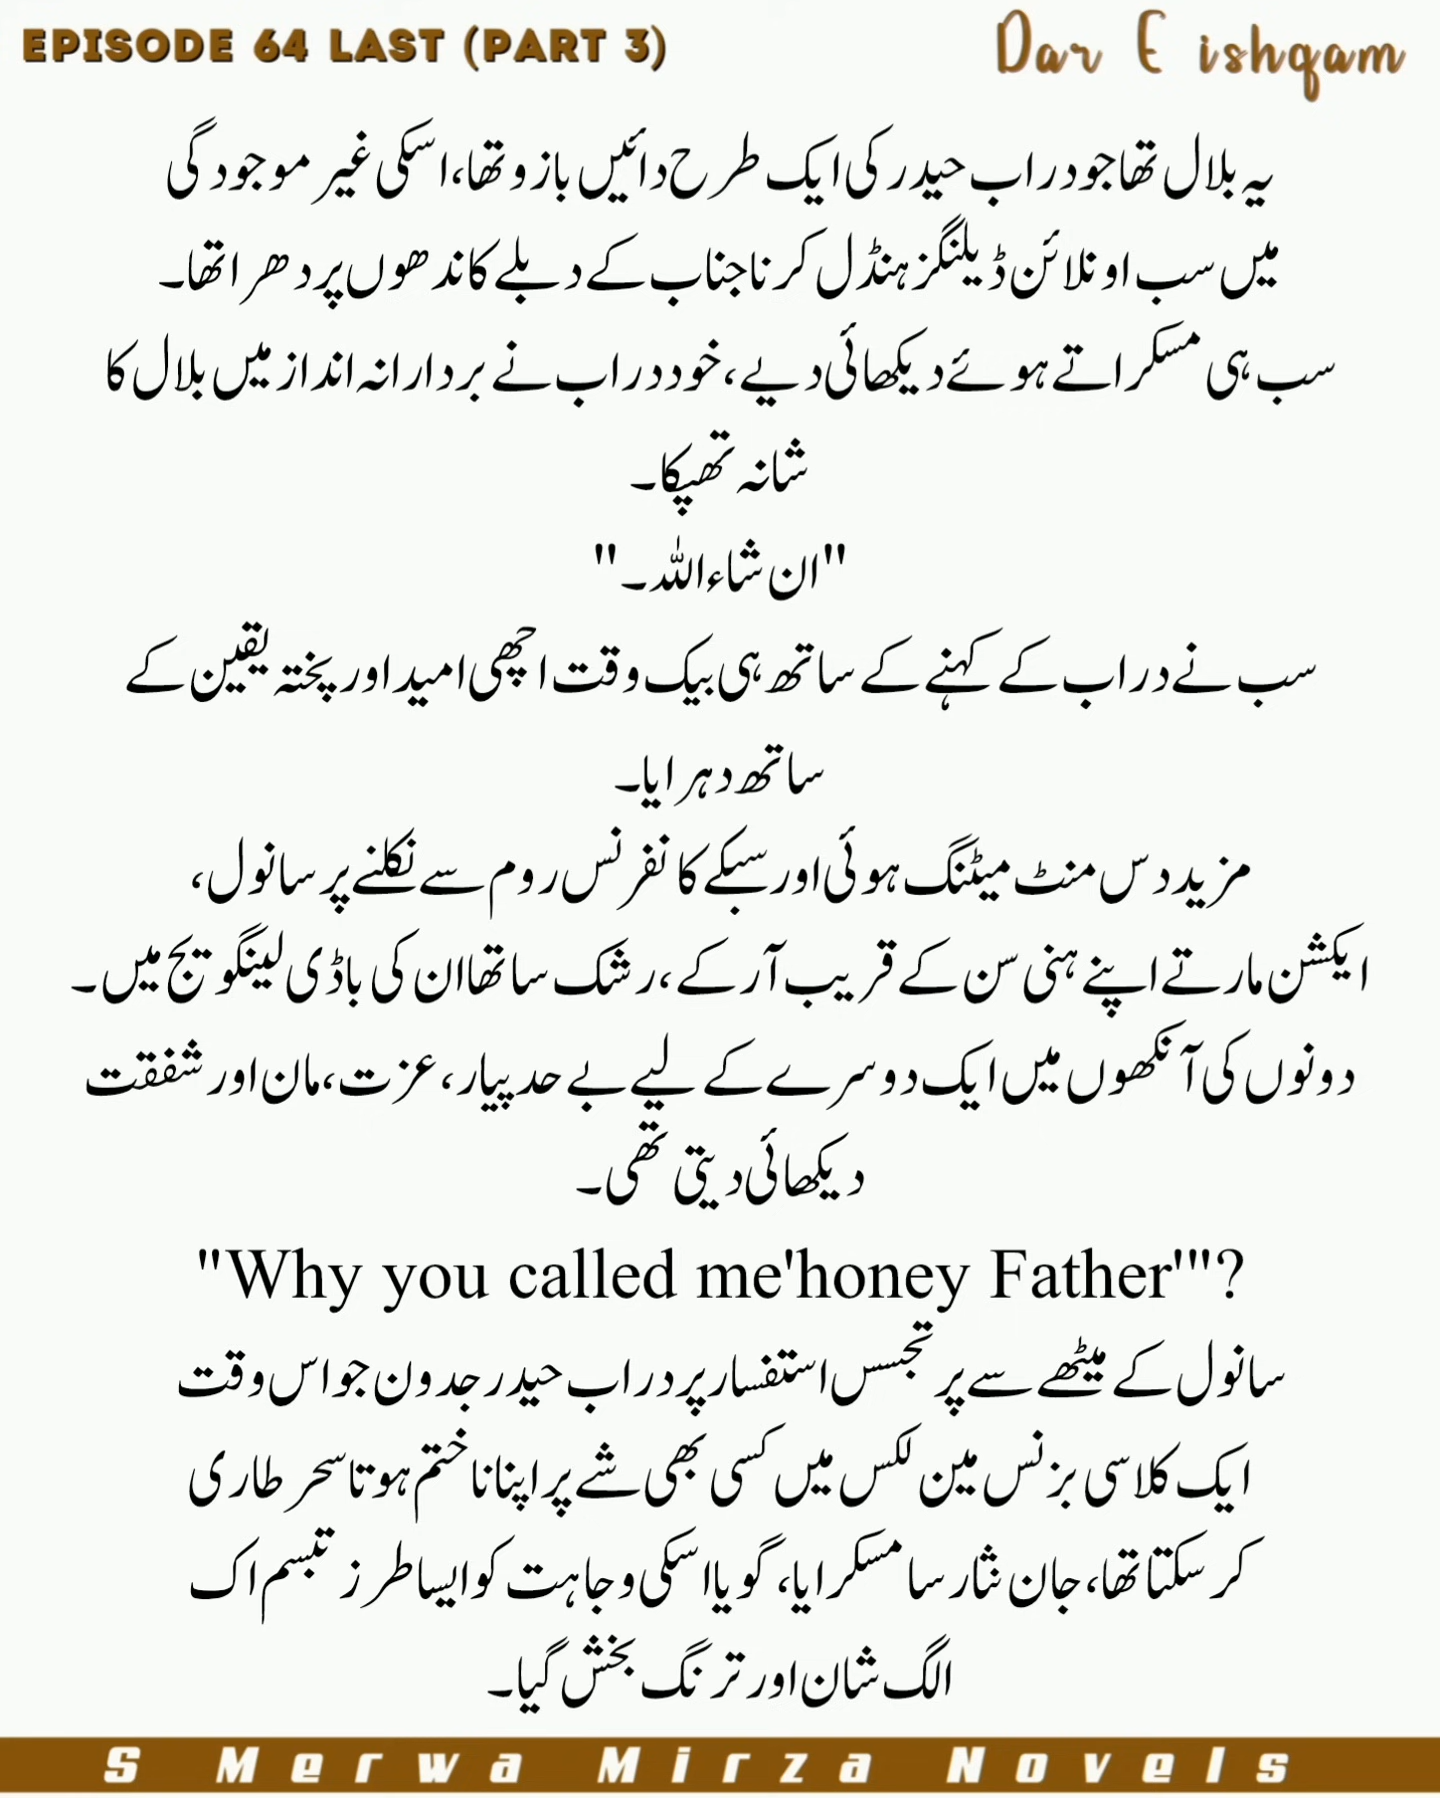 EPISODE 64 LAST (PART 3)
Dar E ishqam
یہ بلال تھا جو دراب حیدر کی ایک طرح دائیں بازو تھا، اسکی غیر موجودگی
میں سب اونلائن ڈیلنگز ہنڈل کرنا جناب کے دبلے کاندھوں پر دھرا تھا۔
سب ہی مسکراتے ہوئے دیکھائی دیے، خود دراب نے بردارانہ انداز میں بلال کا
شانہ تھپکا۔
"ان شاءاللہ۔"
سب نے دراب کے کہنے کے ساتھ ہی بیک وقت اچھی امید اور پختہ یقین کے
ساتھ دہرایا۔
مزید دس منٹ میٹنگ ہوئی اور سبکے کانفرنس روم سے نکلنے پر سانول،
ایکشن مارتے اپنے ہنی سن کے قریب آرکے، رشک سا تھا ان کی باڈی لینگویج میں۔
دونوں کی آنکھوں میں ایک دوسرے کے لیے بے حد پیار، عزت، مان اور شفقت
دیکھائی دیتی تھی۔
"Why you called me'honey Father'"?
سانول کے میٹھے سے پر تجسس استفسار پر دراب حیدر جدون جو اس وقت
ایک کلاسی بزنس مین لکس میں کسی بھی شے پر اپنا نا ختم ہوتا سحر طاری
کر سکتا تھا، جان نثار سا مسکرایا، گویا اسکی وجاہت کو ایسا طرز تبسم اک
الگ شان اور ترنگ بخش گیا۔
S Merwa Mirza Novels